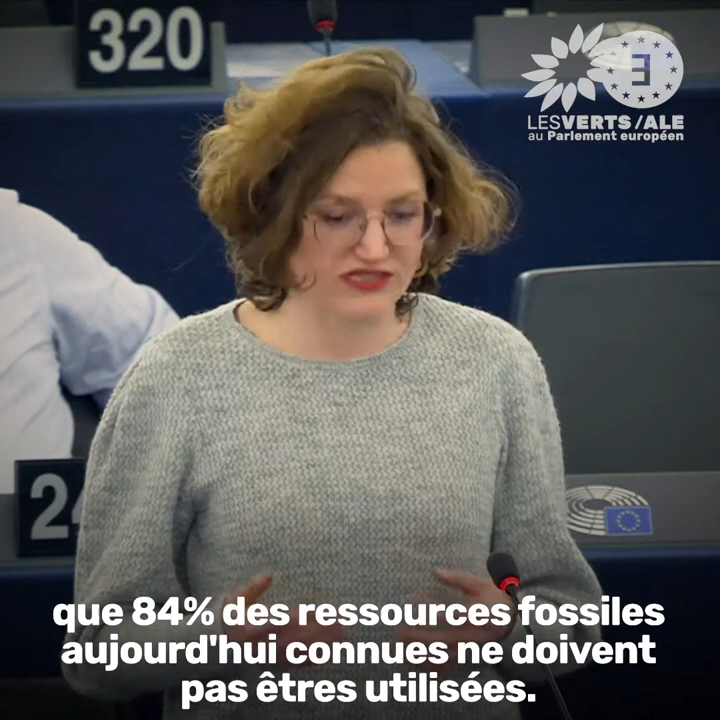 320
LESVERTS/ALE
au Parlement européen
que 84% des ressources fossiles
aujourd'hui connues ne doivent
pas êtres utilisées.